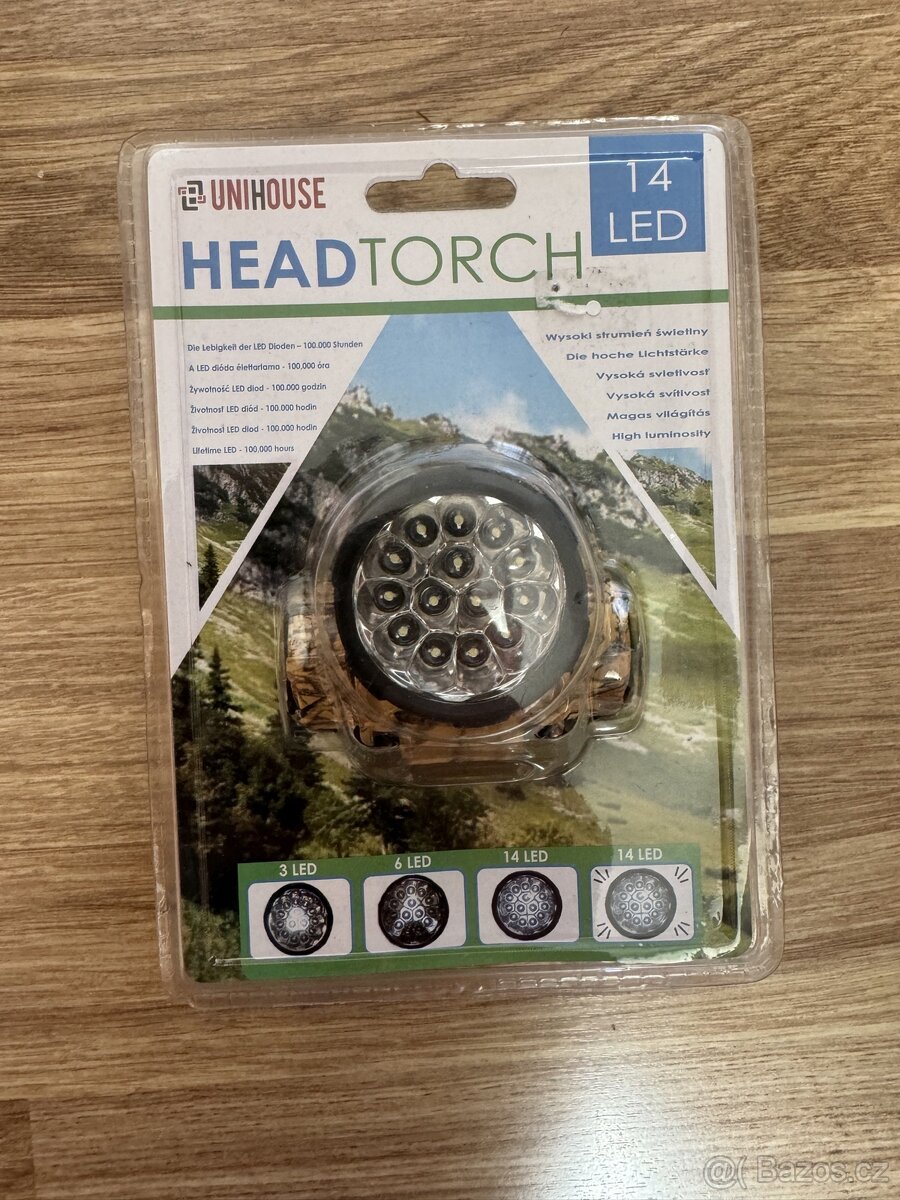 UNIHOUSE
14
LED
HEADTORCH
Die Lebigkeit der LED Dioden – 100.000 Stunden
A LED dióda élettartama - 100,000 óra
Żywotność LED diod - 100.000 godzin
Životnosť LED diód - 100.000 hodin
Životnost LED diod - 100.000 hodin
Lifetime LED - 100.000 hours
Wysoki strumień świetlny
Die hoche Lichtstärke
Vysoká svietivosť
Vysoká svítivost
Magas világítás
High luminosity
3 LED
6 LED
14 LED
14 LED
@( Bazos.cz